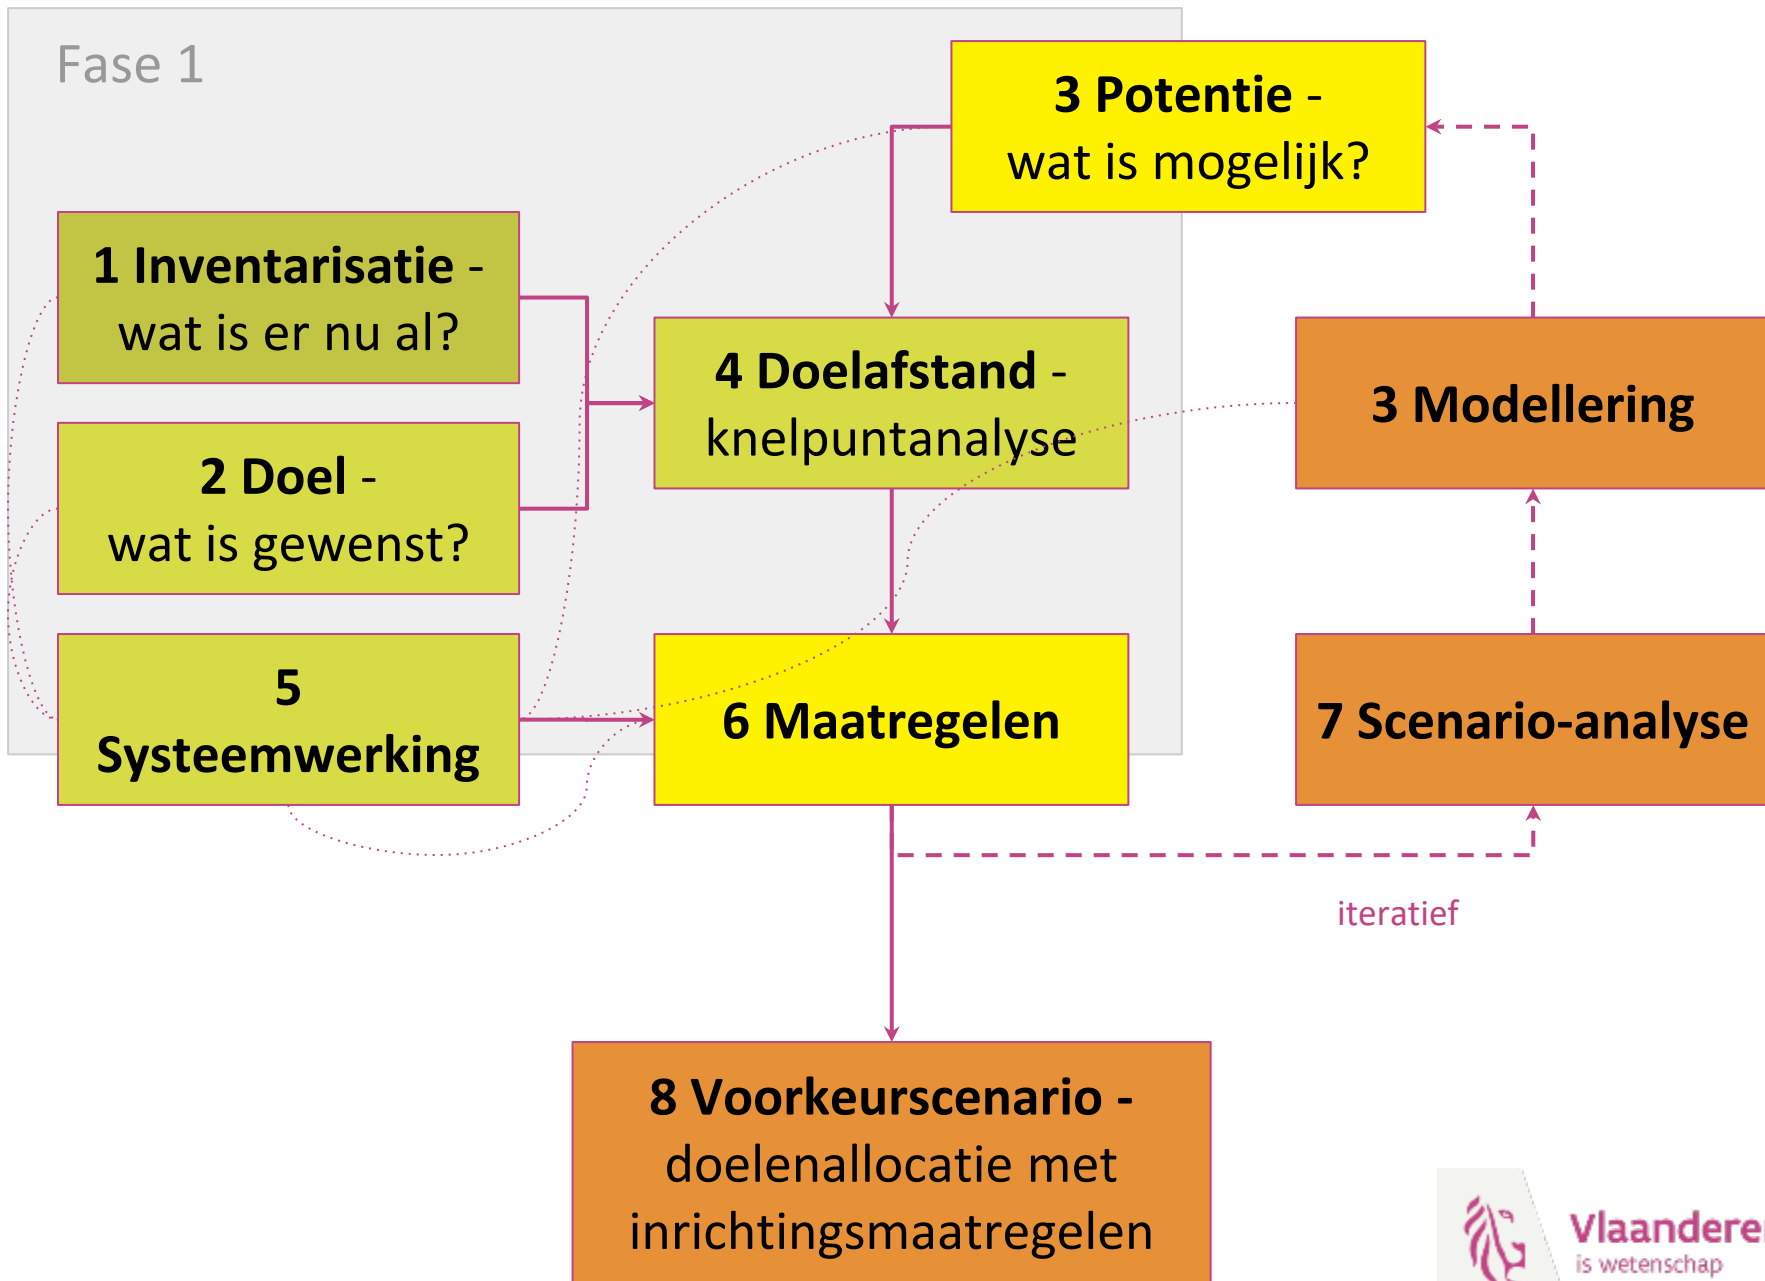 Fase 1
3 Potentie -
wat is mogelijk?
1 Inventarisatie -
wat is er nu al?
4 Doelafstand -
knelpuntanalyse
3 Modellering
2 Doel -
wat is gewenst?
5
Systeemwerking
6 Maatregelen
7 Scenario-analyse
iteratief
8 Voorkeurscenario -
doelenallocatie met
inrichtingsmaatregelen
Vlaanderen
is wetenschap